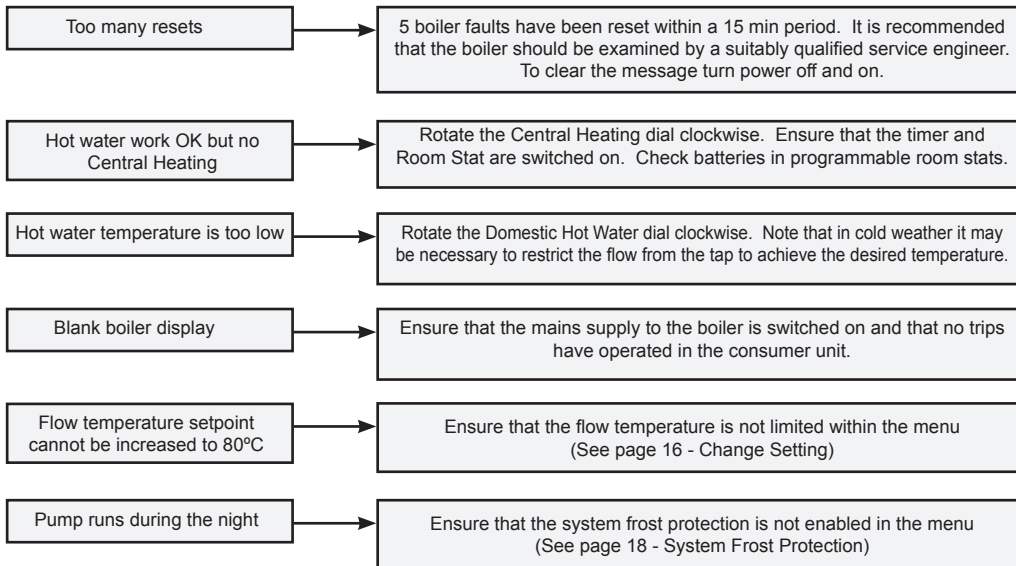 Too many resets
5 boiler faults have been reset within a 15 min period. It is recommended
that the boiler should be examined by a suitably qualified service engineer.
To clear the message turn power off and on.
Hot water work OK but no
Central Heating
Rotate the Central Heating dial clockwise. Ensure that the timer and
Room Stat are switched on. Check batteries in programmable room stats.
Hot water temperature is too low
Rotate the Domestic Hot Water dial clockwise. Note that in cold weather it may
be necessary to restrict the flow from the tap to achieve the desired temperature.
Blank boiler display
Ensure that the mains supply to the boiler is switched on and that no trips
have operated in the consumer unit.
Flow temperature setpoint
cannot be increased to 80ºC
Ensure that the flow temperature is not limited within the menu
(See page 16 - Change Setting)
Pump runs during the night
Ensure that the system frost protection is not enabled in the menu
(See page 18 - System Frost Protection)